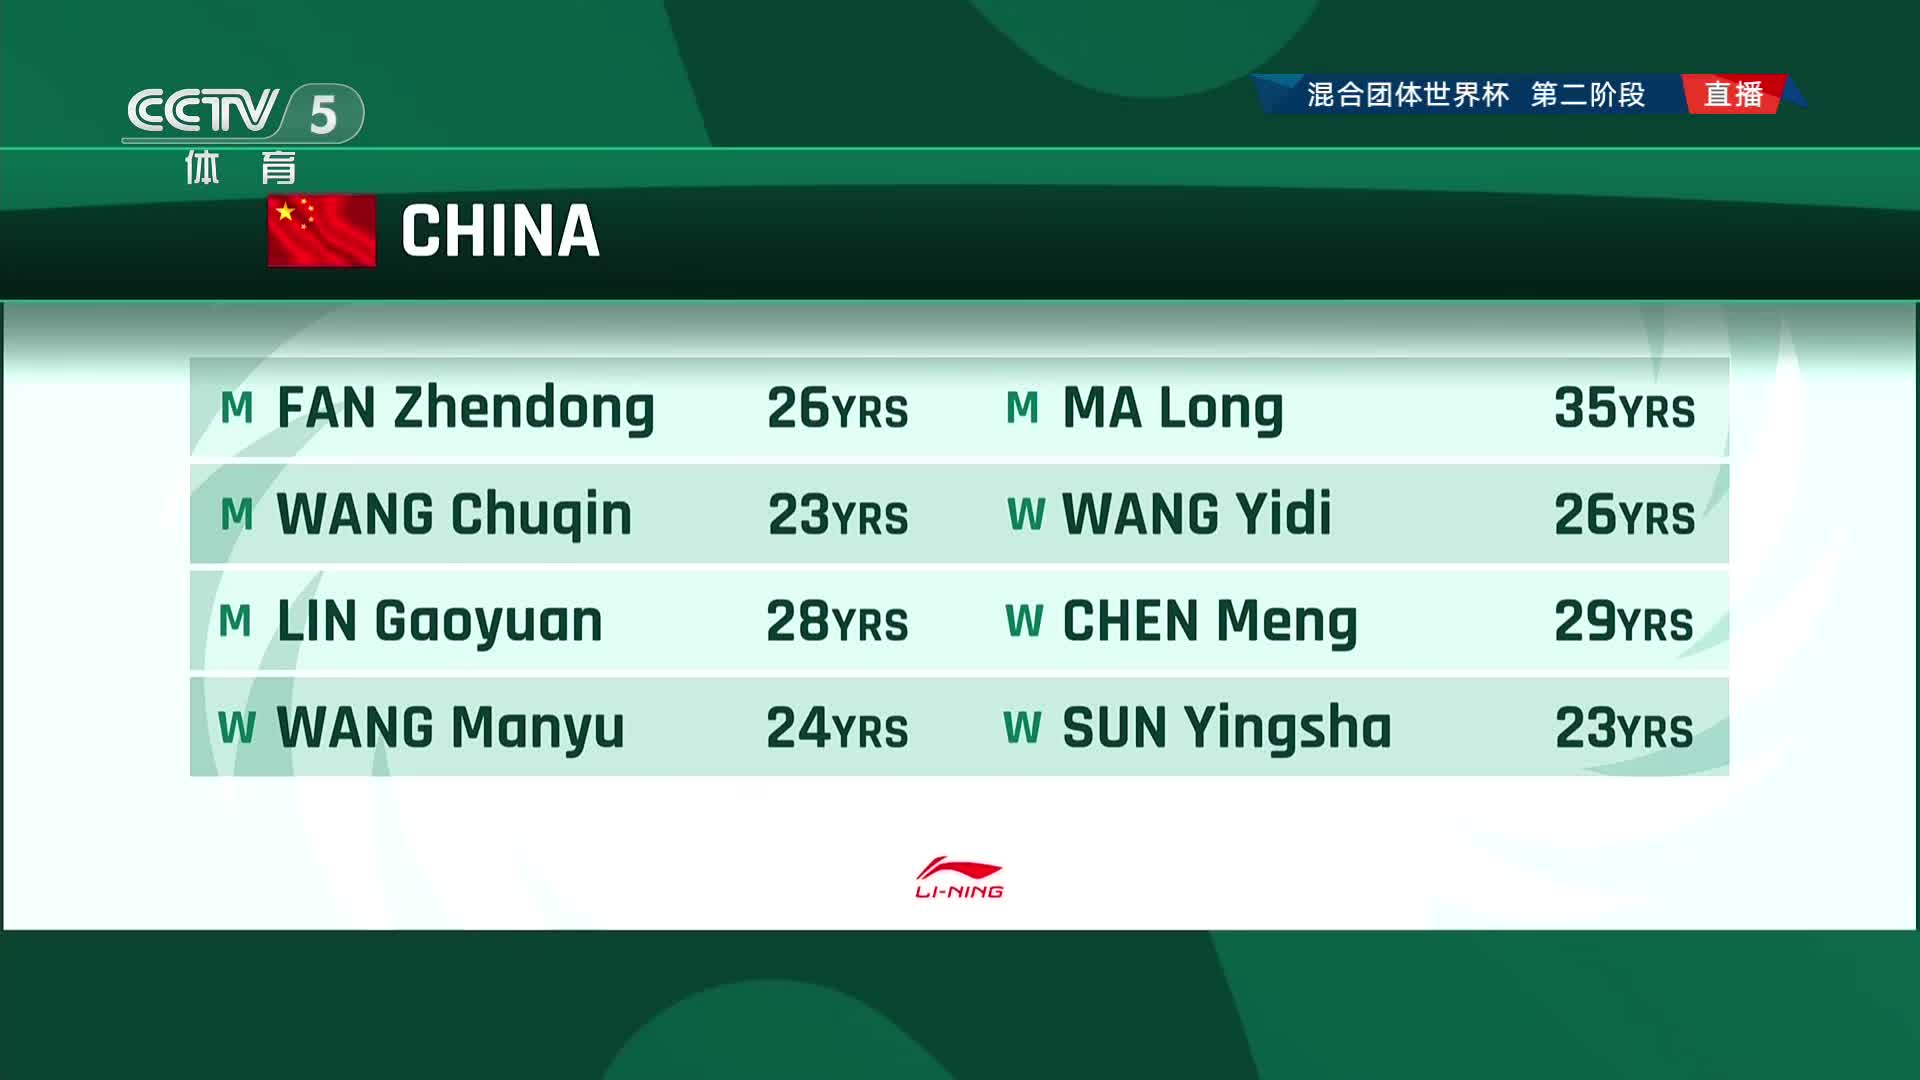 CCTV 5
体育
混合团体世界杯 第二阶段 直播
CHINA
M FAN Zhendong 26YRS M MA Long 35YRS
M WANG Chuqin 23YRS W WANG Yidi 26YRS
M LIN Gaoyuan 28YRS W CHEN Meng 29YRS
W WANG Manyu 24YRS W SUN Yingsha 23YRS
LI-NING